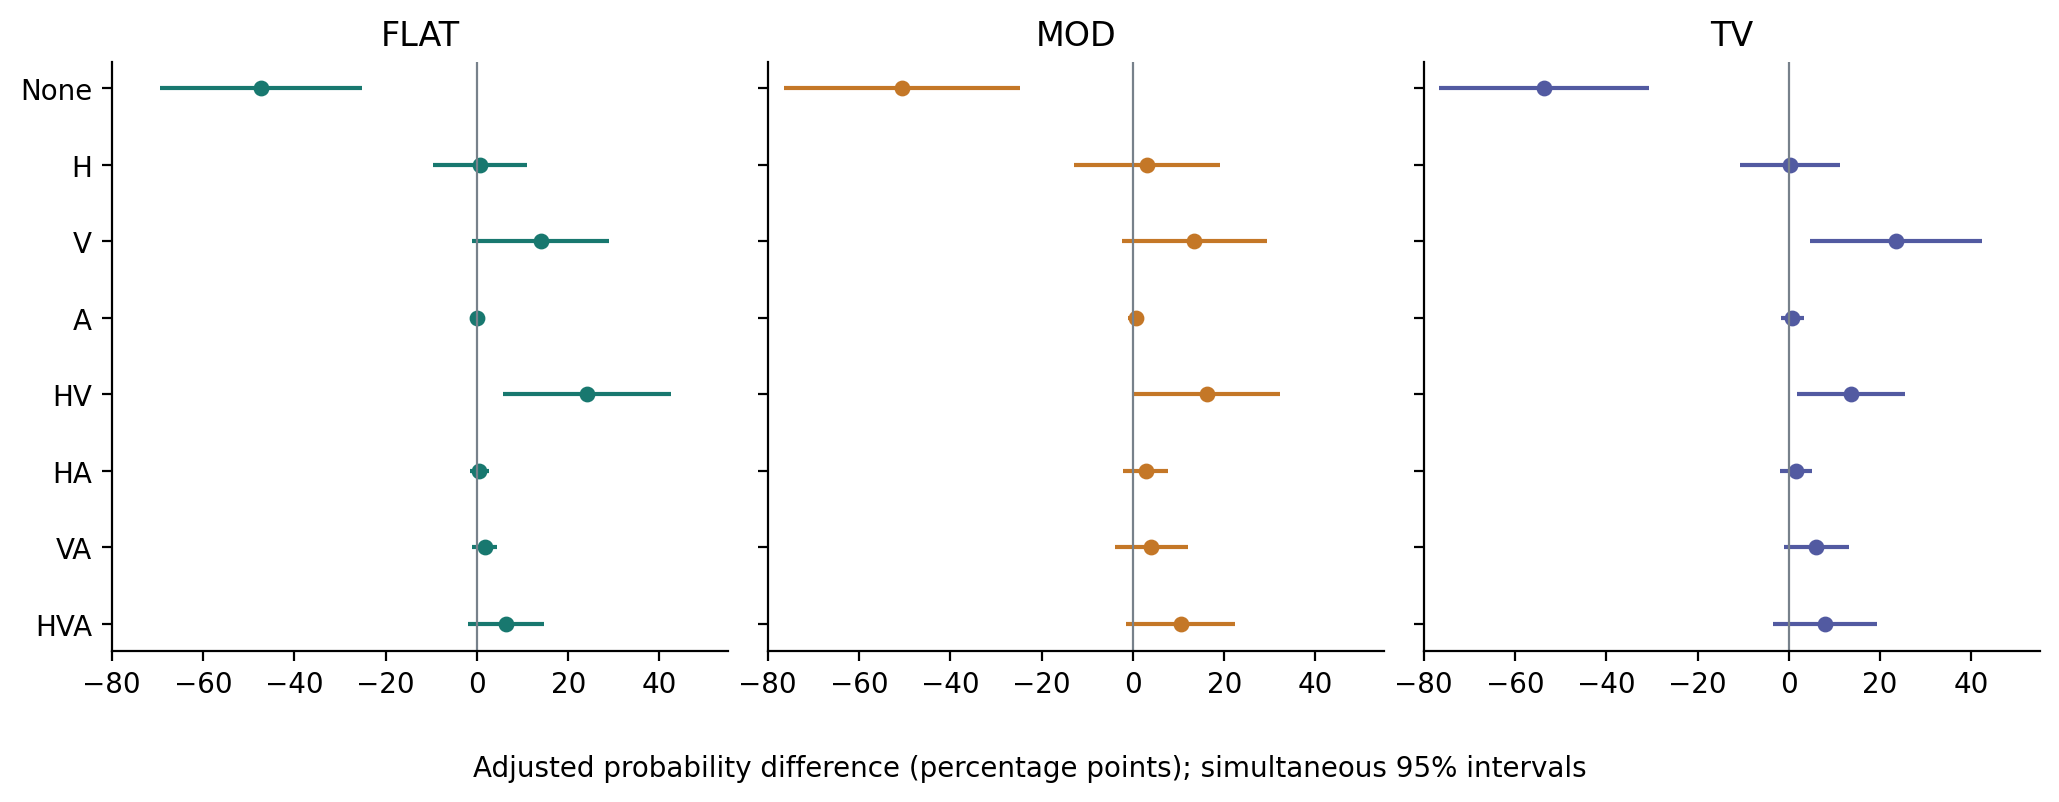 FLAT MOD TV
None
H
V
A
HV
HA
VA
HVA
−80 −60 −40 −20 0 20 40 −80 −60 −40 −20 0 20 40 −80 −60 −40 −20 0 20 40
Adjusted probability difference (percentage points); simultaneous 95% intervals